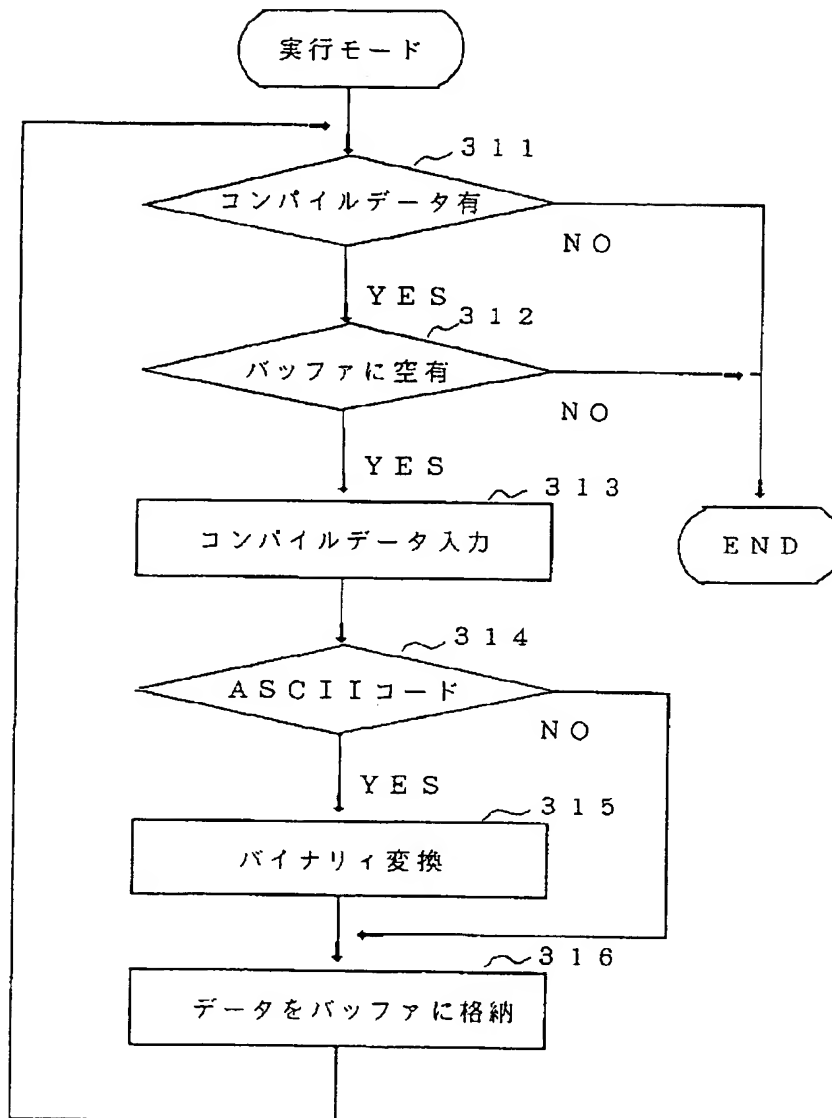 実行モード
311
コンパイルデータ有
NO
YES
312
バッファに空有
NO
YES
313
コンパイルデータ入力
END
314
ASCIIコード
NO
YES
315
バイナリィ変換
316
データをバッファに格納